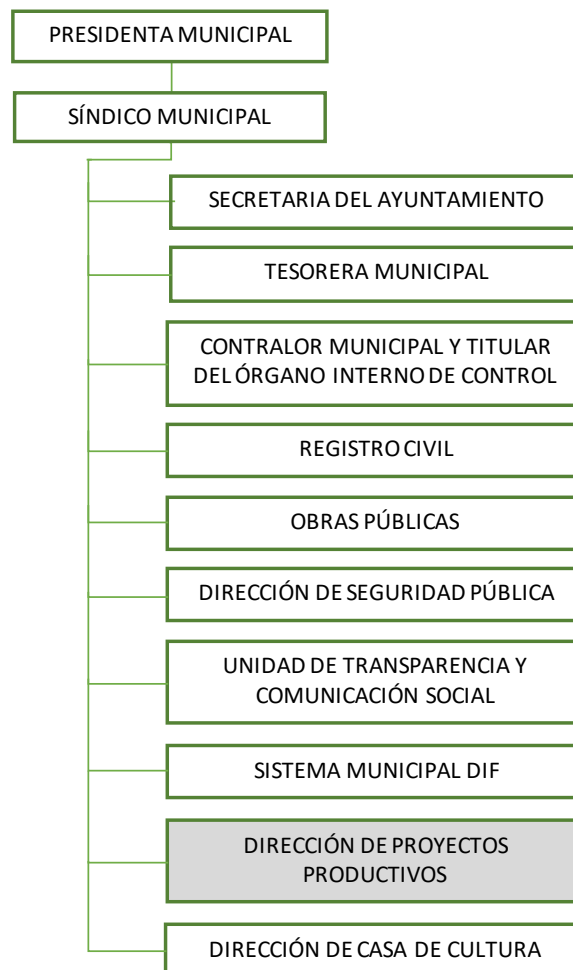 PRESIDENTA MUNICIPAL
SÍNDICO MUNICIPAL
SECRETARIA DEL AYUNTAMIENTO
TESORERA MUNICIPAL
CONTRALOR MUNICIPAL Y TITULAR
DEL ÓRGANO INTERNO DE CONTROL
REGISTRO CIVIL
OBRAS PÚBLICAS
DIRECCIÓN DE SEGURIDAD PÚBLICA
UNIDAD DE TRANSPARENCIA Y
COMUNICACIÓN SOCIAL
SISTEMA MUNICIPAL DIF
DIRECCIÓN DE PROYECTOS
PRODUCTIVOS
DIRECCIÓN DE CASA DE CULTURA